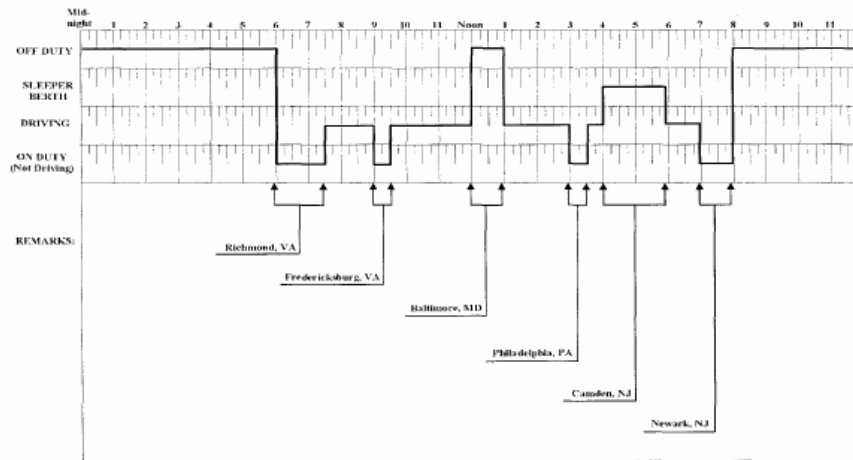 Mid-
night 1 2 3 4 5 6 7 8 9 10 11 Noon 1 2 3 4 5 6 7 8 9 10 11
OFF DUTY
SLEEPER
BERTH
DRIVING
ON DUTY
(Not Driving)
REMARKS:
Richmond, VA
Fredericksburg, VA
Baltimore, MD
Philadelphia, PA
Camden, NJ
Newark, NJ